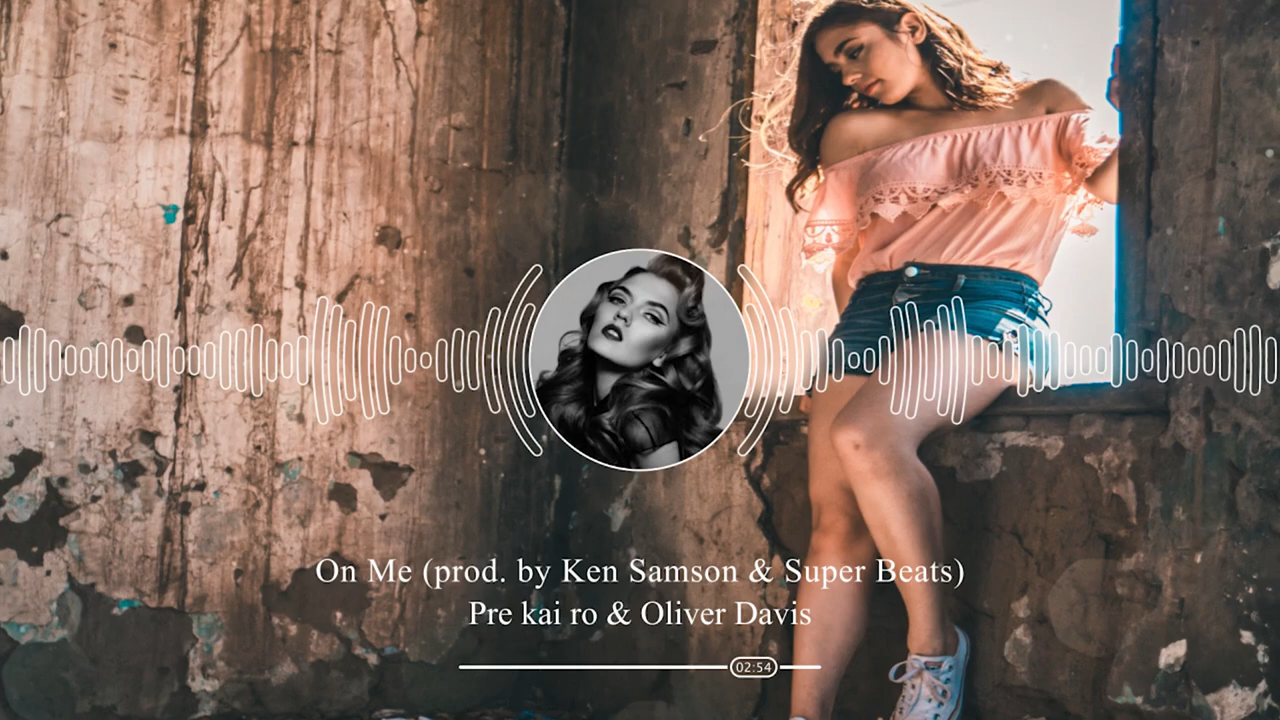 On Me (prod. by Ken Samson & Super Beats)
Pre kai ro & Oliver Davis
02:54